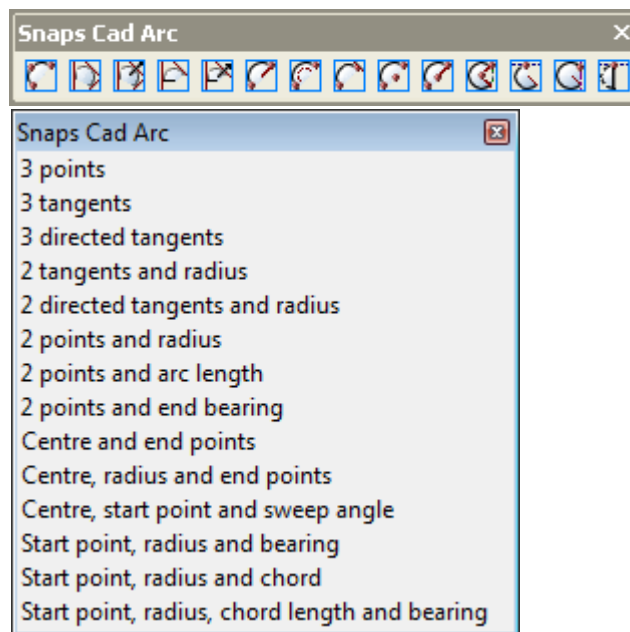 Snaps Cad Arc
Snaps Cad Arc
3 points
3 tangents
3 directed tangents
2 tangents and radius
2 directed tangents and radius
2 points and radius
2 points and arc length
2 points and end bearing
Centre and end points
Centre, radius and end points
Centre, start point and sweep angle
Start point, radius and bearing
Start point, radius and chord
Start point, radius, chord length and bearing